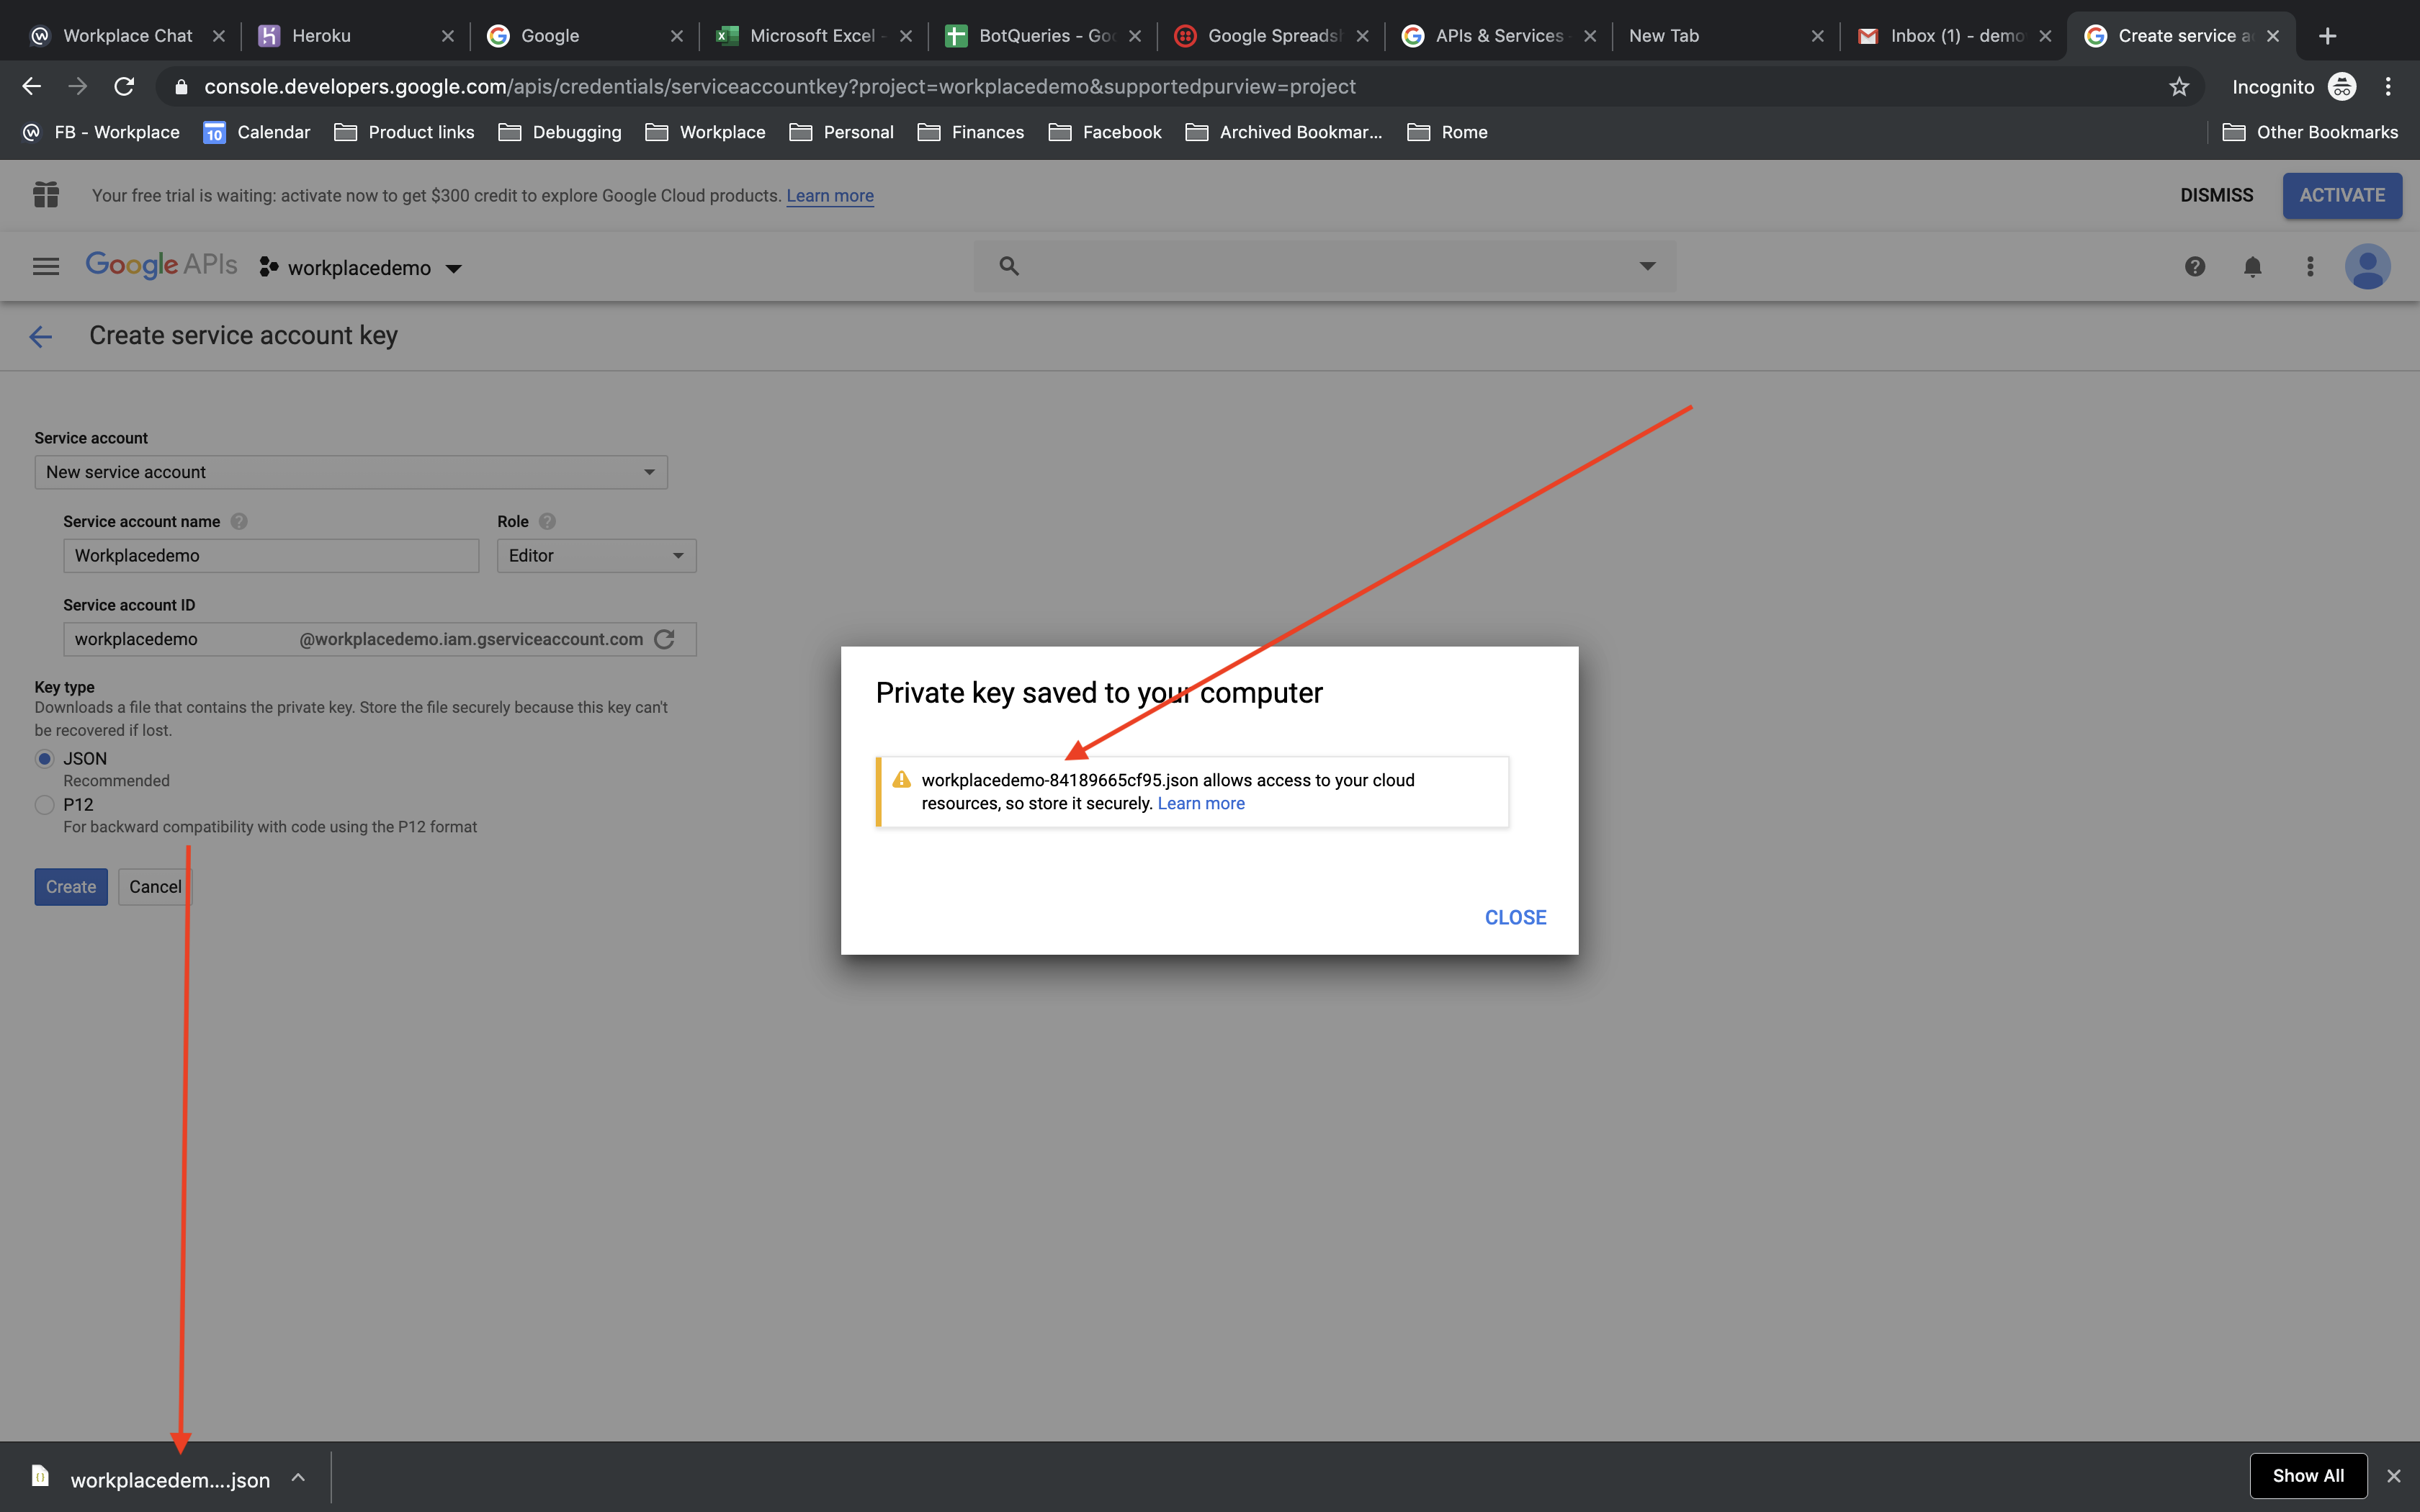 Workplace Chat
Heroku
Google
Microsoft Excel -
BotQueries - Goo
Google Spreadsh
APIs & Services -
New Tab
Inbox (1) - demo
Create service a
console.developers.google.com/apis/credentials/serviceaccountkey?project=workplacedemo&supportedpurview=project
Incognito
FB - Workplace
10
Calendar
Product links
Debugging
Workplace
Personal
Finances
Facebook
Archived Bookmar...
Rome
Other Bookmarks
Your free trial is waiting: activate now to get $300 credit to explore Google Cloud products. Learn more
DISMISS
ACTIVATE
Google APIs
workplacedemo
Create service account key
Service account
New service account
Service account name
Role
Workplacedemo
Editor
Service account ID
workplacedemo
@workplacedemo.iam.gserviceaccount.com
Key type
Downloads a file that contains the private key. Store the file securely because this key can't
be recovered if lost.
JSON
Recommended
P12
For backward compatibility with code using the P12 format
Create
Cancel
Private key saved to your computer
workplacedemo-84189665cf95.json allows access to your cloud
resources, so store it securely. Learn more
CLOSE
workplacedem....json
Show All